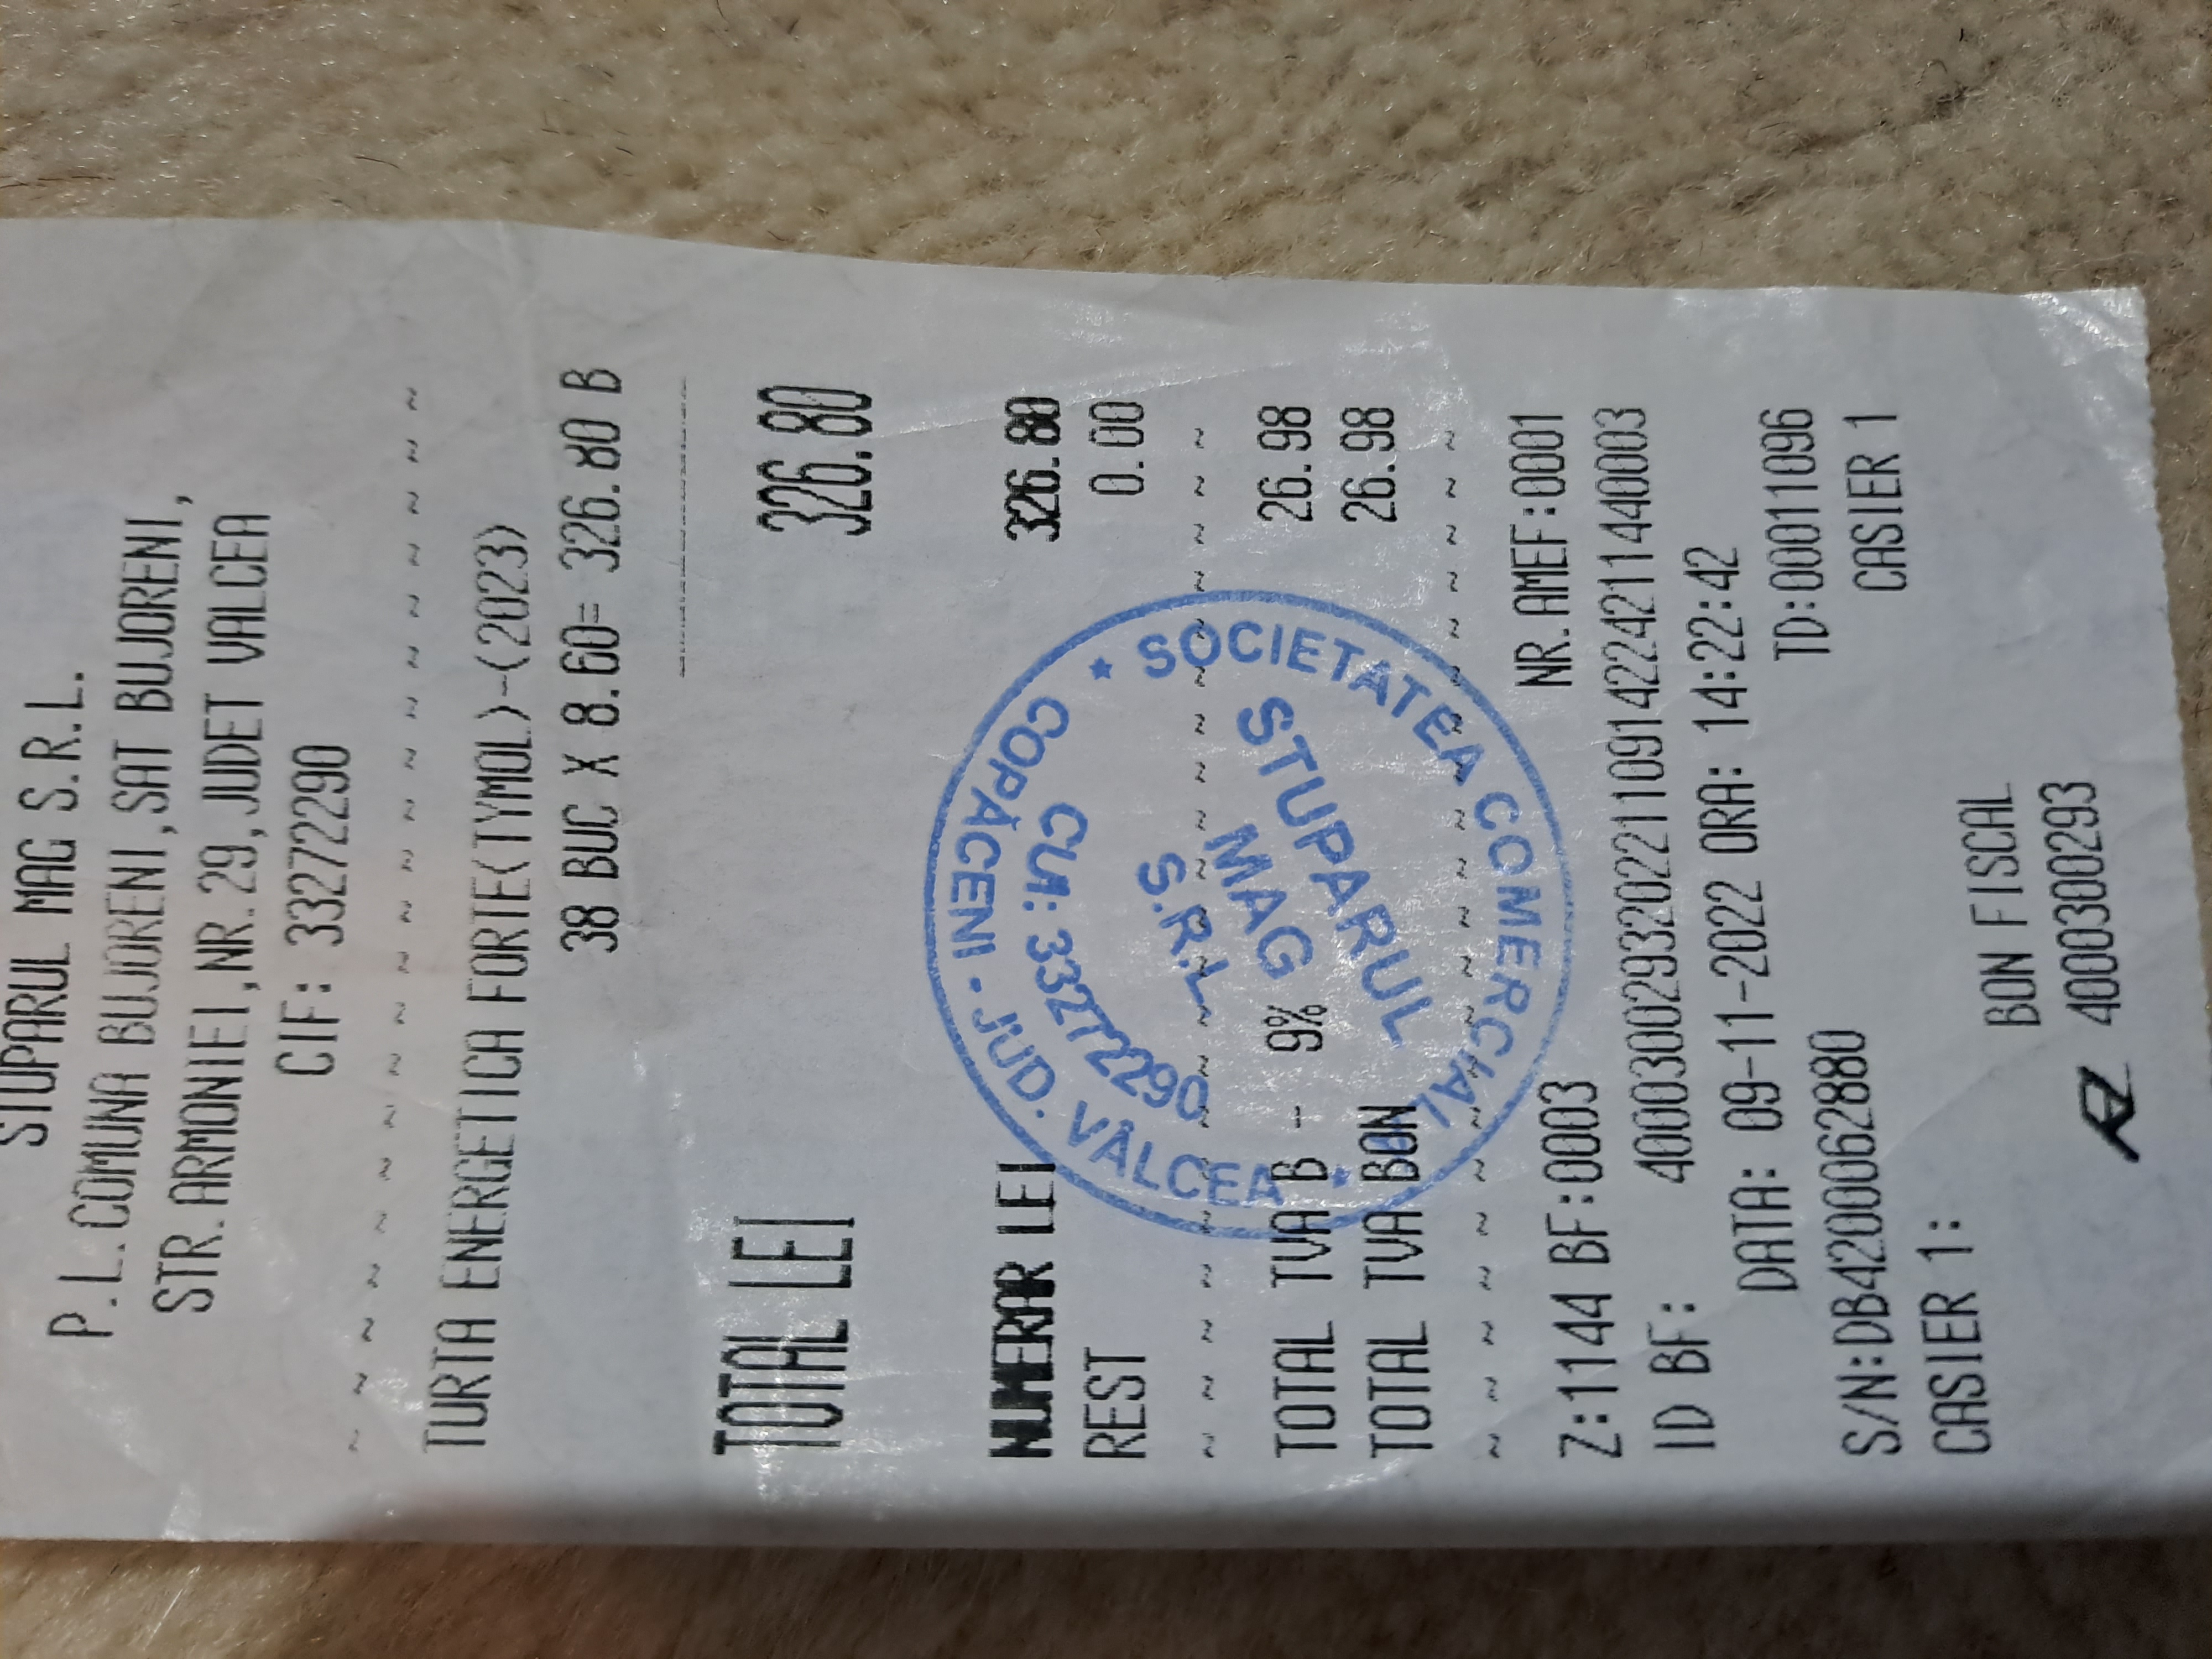 STUPARUL MAG S.R.L.
P.L.COMUNA BUJORENI,SAT BUJORENI,
STR.ARMONIEI,NR.29,JUDET VALCEA
CIF: 33272290
~ ~ ~ ~ ~ ~ ~ ~ ~ ~ ~ ~ ~ ~ ~ ~ ~
TURTA ENERGETICA FORTE(TYMOL)-(2023)
38 BUC X 8.60= 326.80 B
TOTAL LEI 326.80
NUMERAR LEI 326.80
REST 0.00
~ ~ ~ ~ ~ ~ ~ ~ ~ ~ ~ ~ ~ ~ ~ ~ ~
TOTAL TVA B - 9% 26.98
TOTAL TVA BON 26.98
~ ~ ~ ~ ~ ~ ~ ~ ~ ~ ~ ~ ~ ~ ~ ~ ~
Z:1144 BF:0003 NR.AMEF:0001
ID BF: 40003002932022110914224211440003
DATA: 09-11-2022 ORA: 14:22:42
S/N:DB4200062880 TD:00011096
CASIER 1: CASIER 1
BON FISCAL
4000300293
SOCIETATEA COMERCIALĂ
STUPARUL
MAG
S.R.L.
CUI: 33272290
COPĂCENI - JUD. VÂLCEA